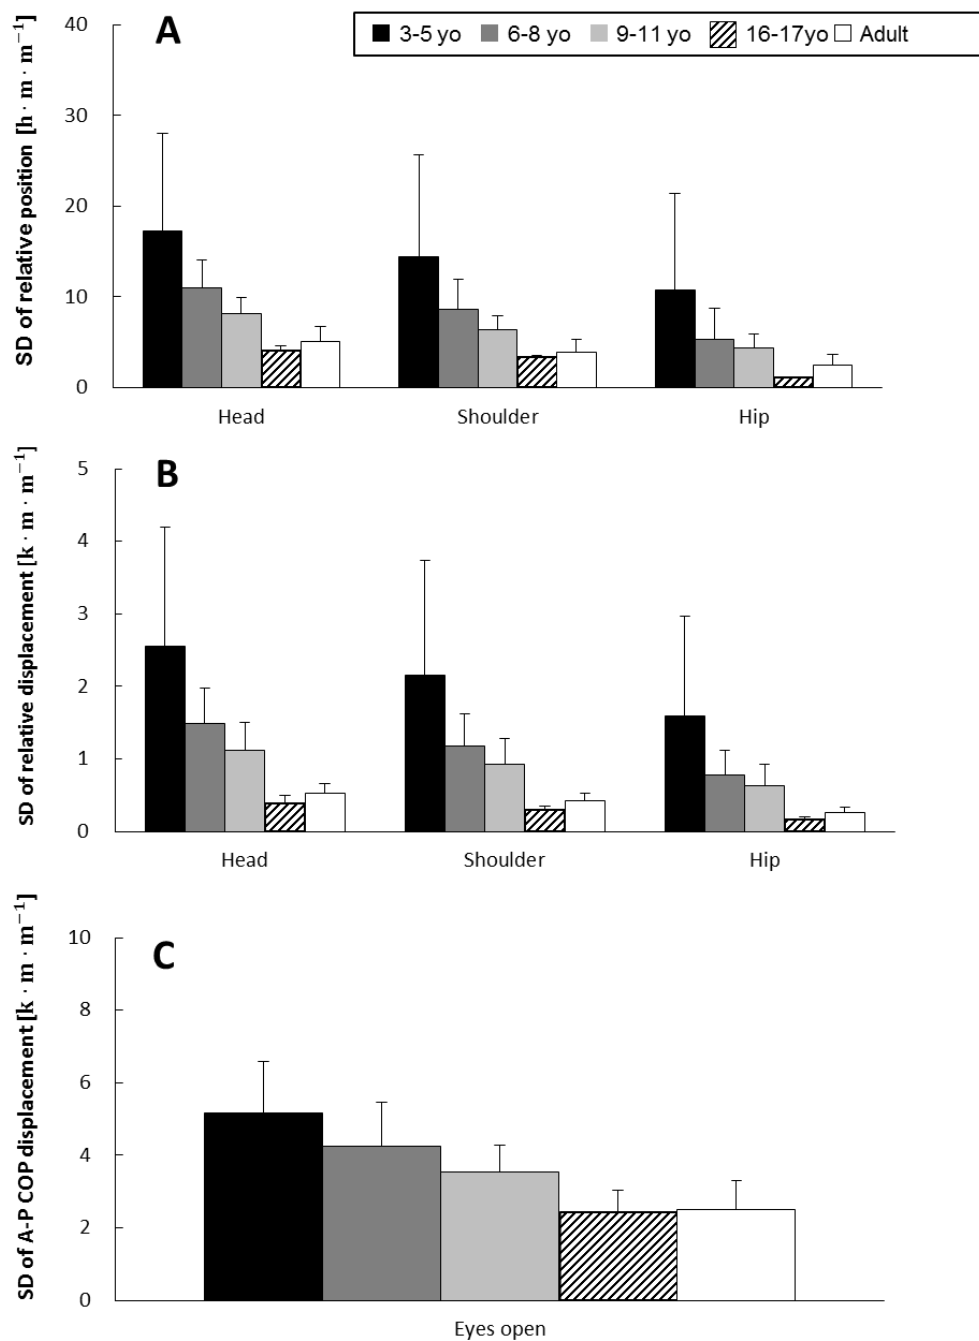 A
3-5 yo 6-8 yo 9-11 yo 16-17yo Adult
SD of relative position [h · m · m⁻¹]
40
30
20
10
0
Head Shoulder Hip
B
SD of relative displacement [k · m · m⁻¹]
5
4
3
2
1
0
Head Shoulder Hip
C
SD of A-P COP displacement [k · m · m⁻¹]
10
8
6
4
2
0
Eyes open